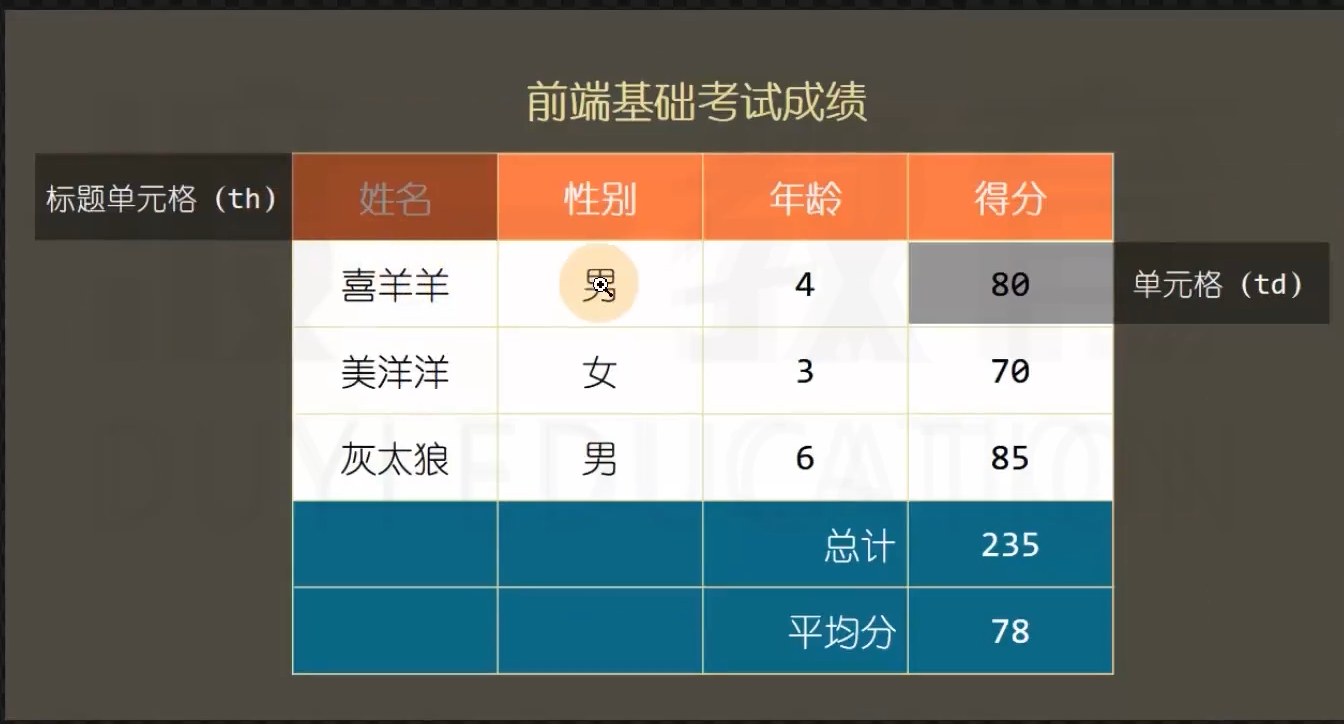 前端基础考试成绩
标题单元格 (th) 姓名 性别 年龄 得分
喜羊羊 男 4 80 单元格 (td)
美洋洋 女 3 70
灰太狼 男 6 85
总计 235
平均分 78
DUYI EDUCATION